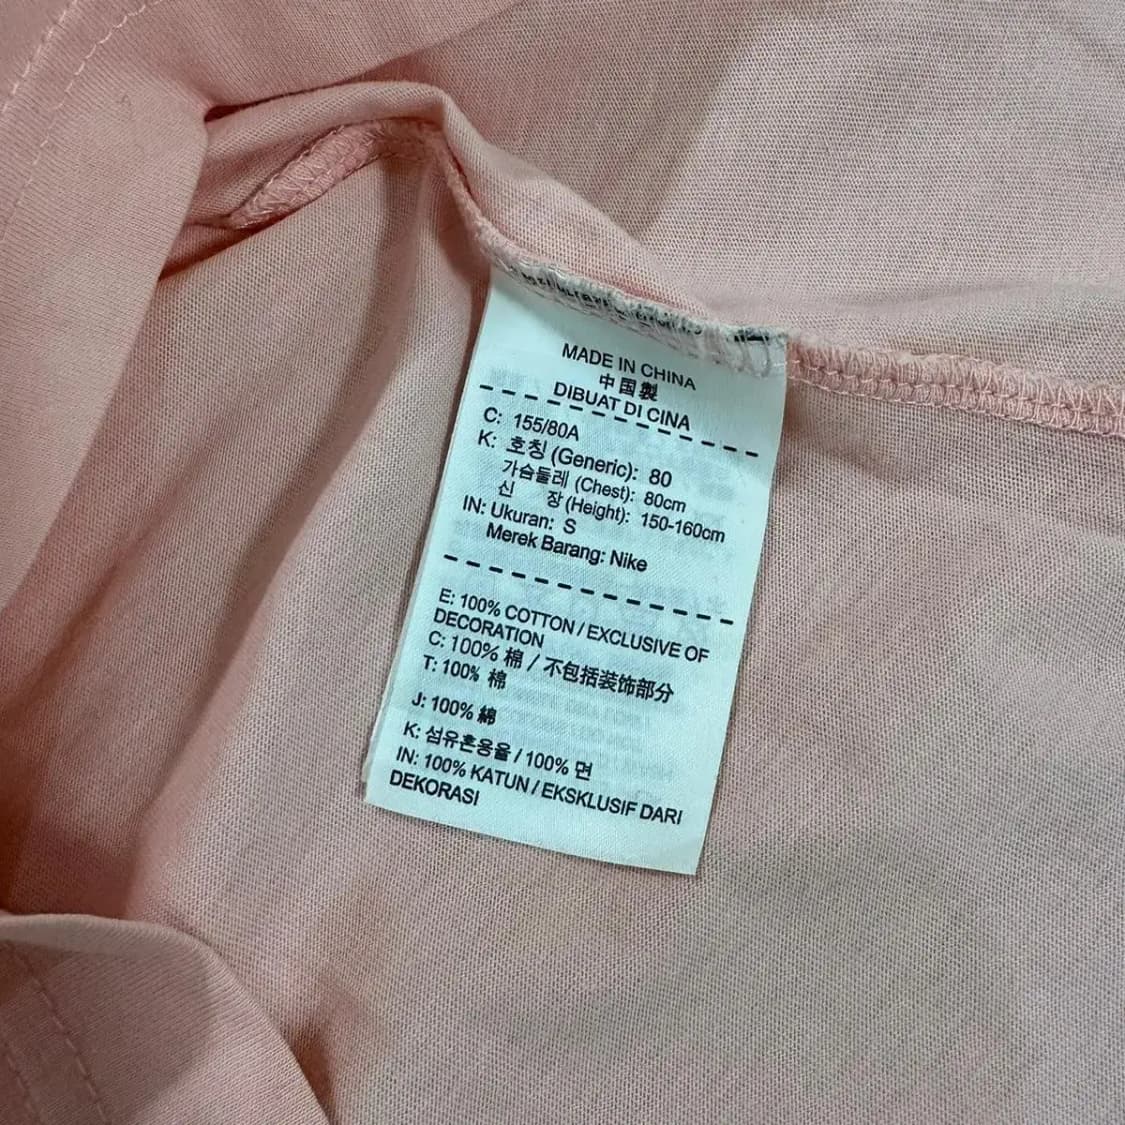 MADE IN CHINA
中国製
DIBUAT DI CINA
C: 155/80A
K: 호칭 (Generic): 80
가슴둘레 (Chest): 80cm
신 장 (Height): 150-160cm
IN: Ukuran: S
Merek Barang: Nike
E: 100% COTTON / EXCLUSIVE OF
DECORATION
C: 100% 棉 / 不包括装饰部分
T: 100% 棉
J: 100% 綿
K: 섬유혼용율 / 100% 면
IN: 100% KATUN / EKSKLUSIF DARI
DEKORASI